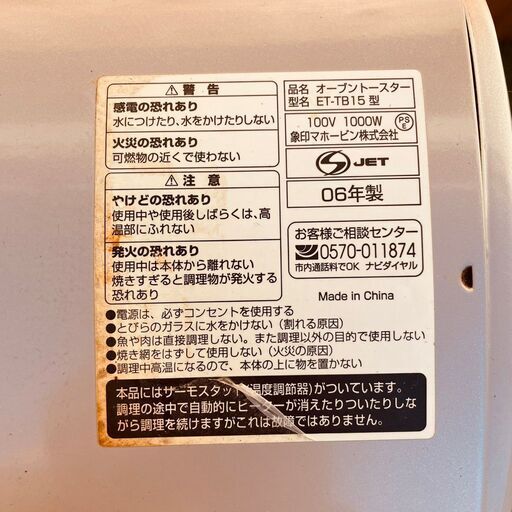 ⚠ 警告
感電の恐れあり
水につけたり、水をかけたりしない
火災の恐れあり
可燃物の近くで使わない
⚠ 注意
やけどの恐れあり
使用中や使用後しばらくは、高
温部にふれない
発火の恐れあり
使用中は本体から離れない
焼きすぎると調理物が発火する
恐れあり
品名 オーブントースター
型名 ET-TB15型
100V 1000W PSE
象印マホービン株式会社
JET
06年製
お客様ご相談センター
0570-011874
市内通話料でOK ナビダイヤル
Made in China
●電源は、必ずコンセントを使用する
●とびらのガラスに水をかけない（割れる原因）
●魚や肉は直接調理しない。また調理以外の目的で使用しない
●焼き網をはずして使用しない（火災の原因）
●調理中高温になるので、本体の上に物を置かない
本品にはサーモスタット（温度調節器）がついています。
調理の途中で自動的にヒーターが消えたりついたりしな
がら調理を続けますがこれは故障ではありません。